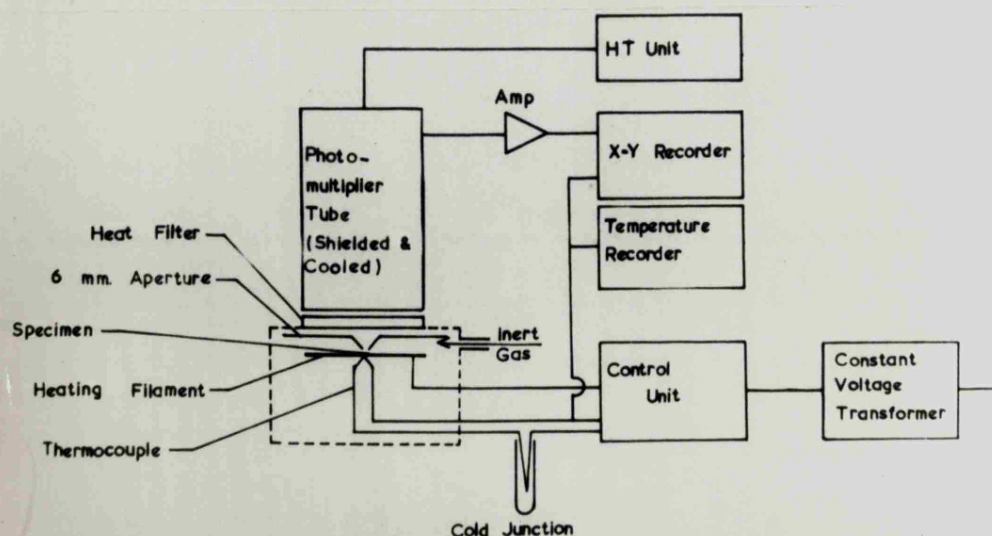 HT Unit
Amp
Photo-
multiplier
Tube
(Shielded &
Cooled)
X-Y Recorder
Temperature
Recorder
Heat Filter
6 mm. Aperture
Specimen
Heating Filament
Thermocouple
Inert
Gas
Control
Unit
Constant
Voltage
Transformer
Cold Junction